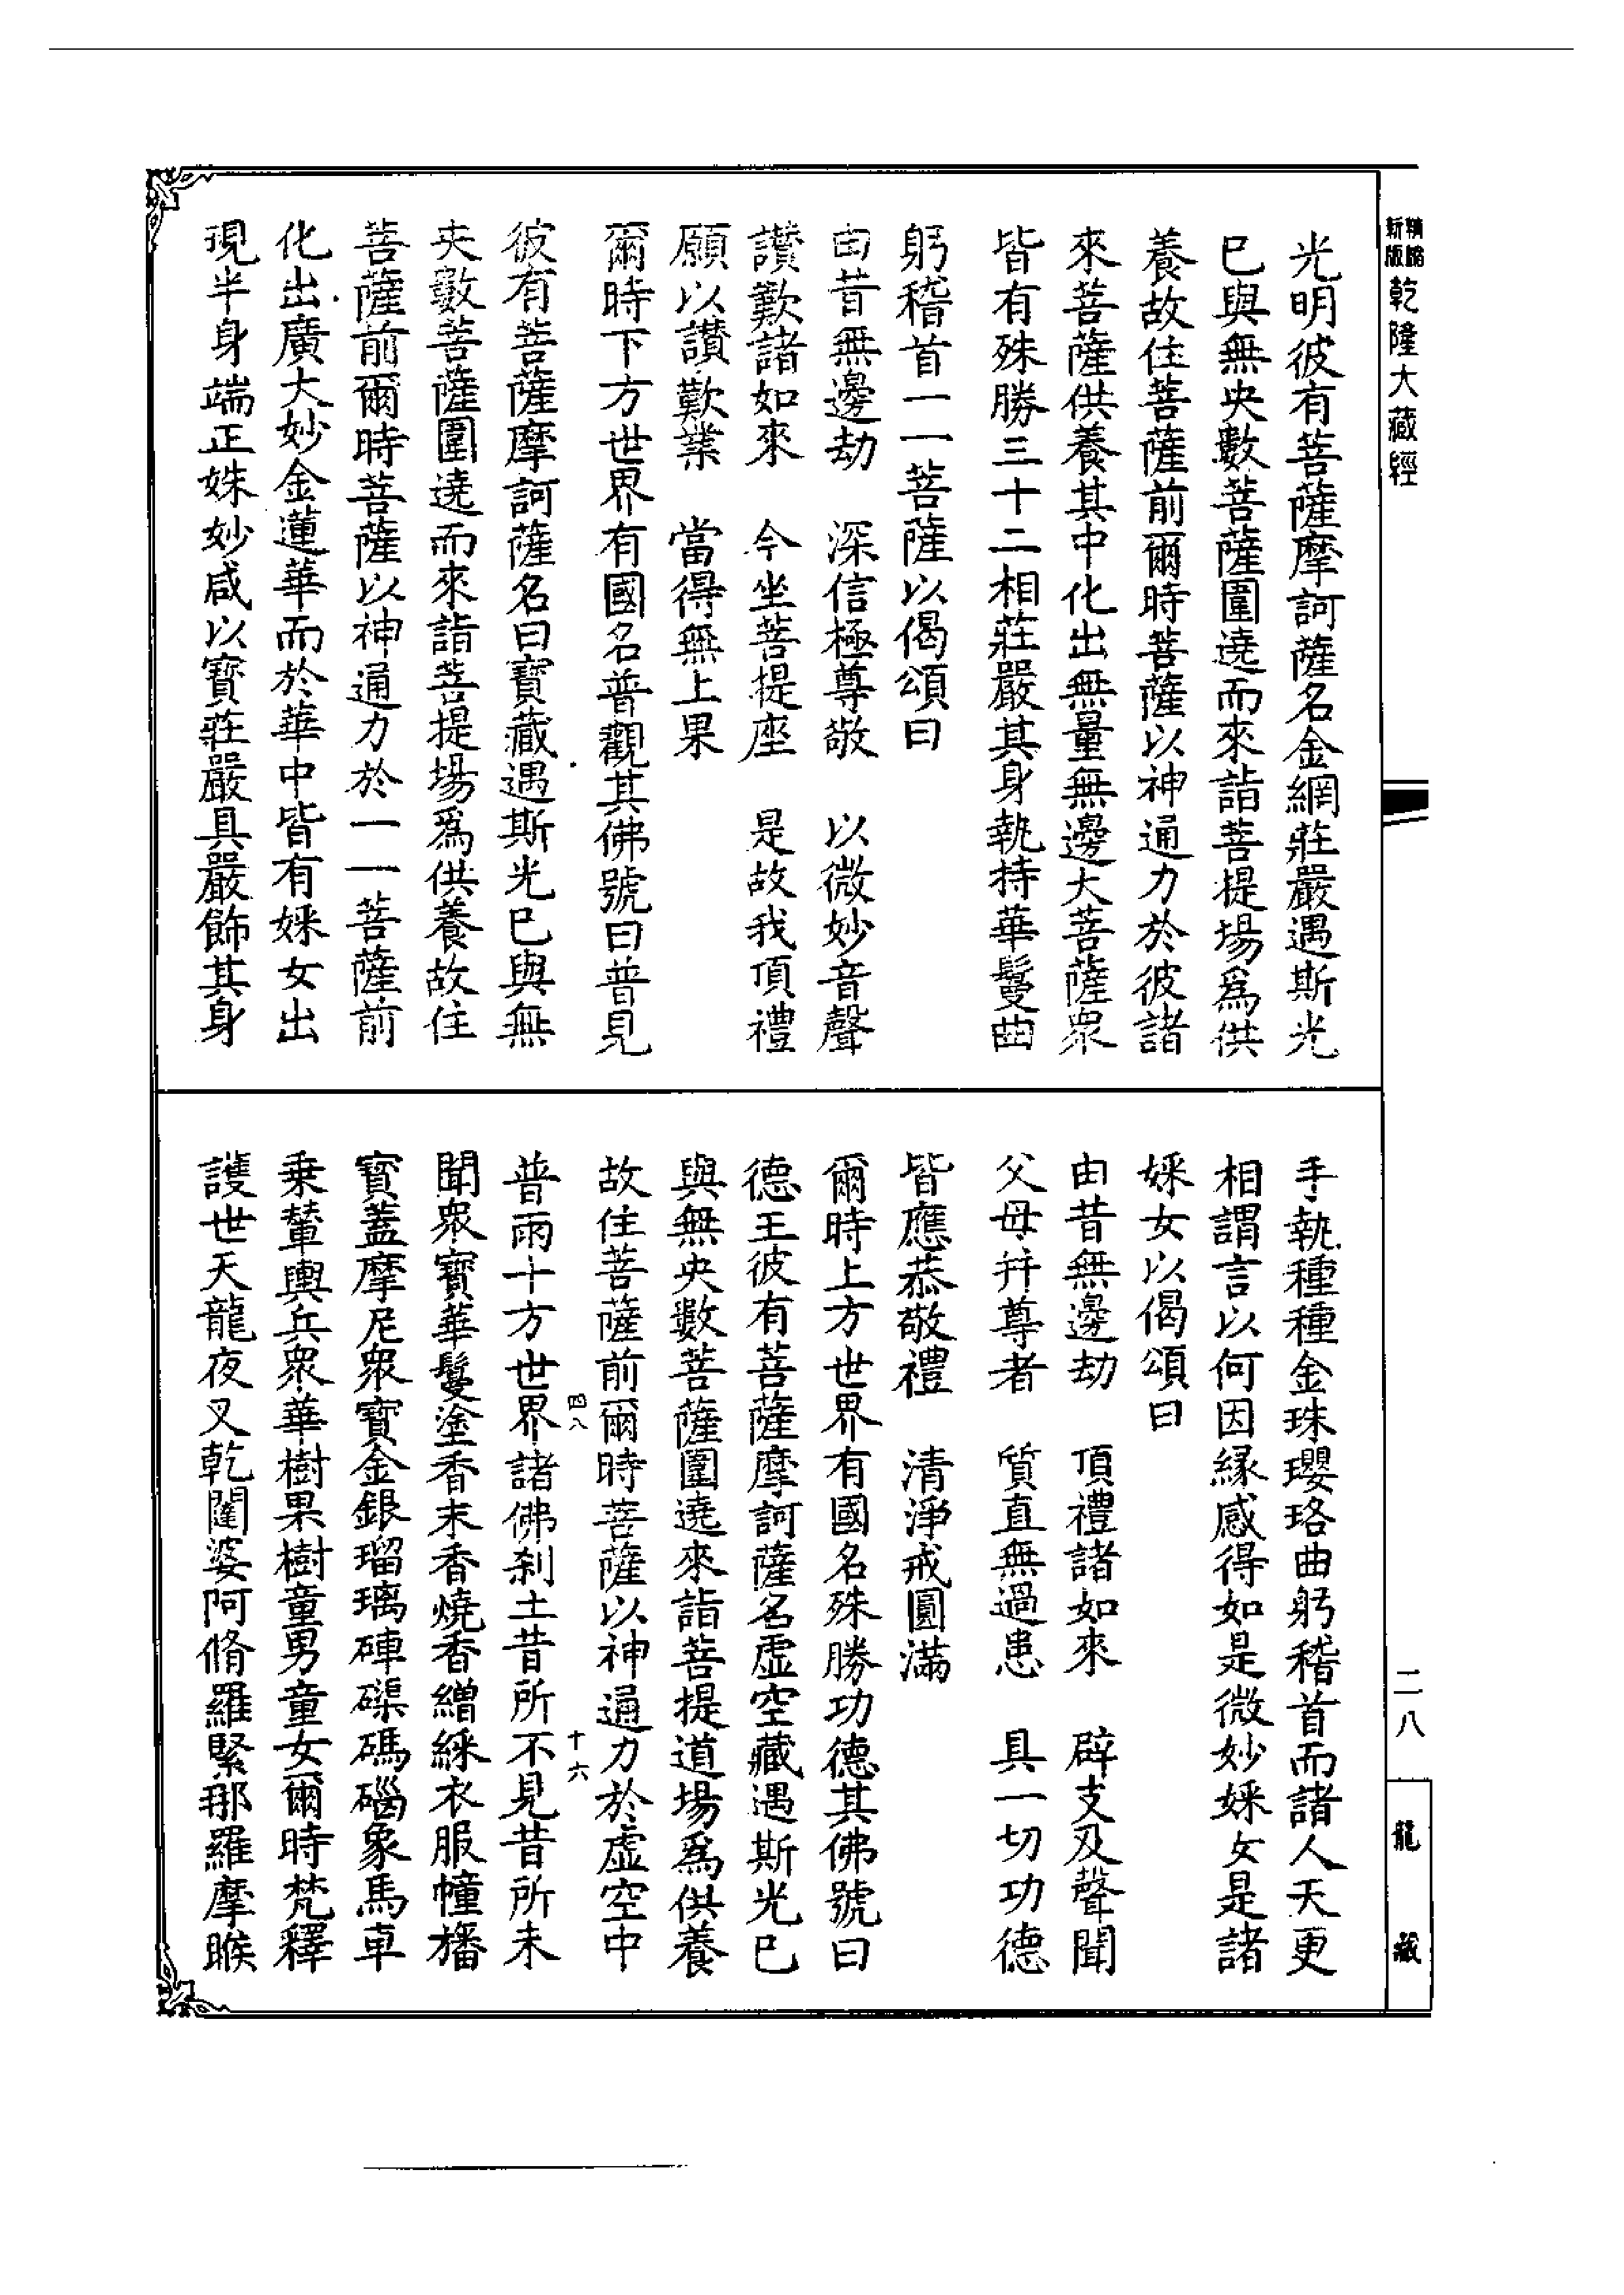 精縮
新版
乾隆大藏經
光明彼有菩薩摩訶薩名金網莊嚴遇斯光
已與無央數菩薩圍遶而來詣菩提場爲供
養故住菩薩前爾時菩薩以神通力於彼諸
來菩薩供養其中化出無量無邊大菩薩眾
皆有殊勝三十二相莊嚴其身執持華鬘曲
躬稽首一一菩薩以偈頌曰
由昔無邊劫　深信極尊敬　以微妙音聲
讚歎諸如來　今坐菩提座　是故我頂禮
願以讚歎業　當得無上果
爾時下方世界有國名普觀其佛號曰普見
彼有菩薩摩訶薩名曰寶藏遇斯光已與無
央數菩薩圍遶而來詣菩提場爲供養故住
菩薩前爾時菩薩以神通力於一一菩薩前
化出廣大妙金蓮華而於華中皆有婇女出
現半身端正姝妙咸以寶莊嚴具嚴飾其身
手執種種金珠瓔珞曲躬稽首而諸人天更
相謂言以何因緣感得如是微妙婇女是諸
婇女以偈頌曰
由昔無邊劫　頂禮諸如來　辟支及聲聞
父母并尊者　質直無過患　具一切功德
皆應恭敬禮　清淨戒圓滿
爾時上方世界有國名殊勝功德其佛號曰
德王彼有菩薩摩訶薩名虛空藏遇斯光已
與無央數菩薩圍遶來詣菩提道場爲供養
故住菩薩前爾時菩薩以神通力於虛空中
四八
十六
普雨十方世界諸佛剎土昔所不見昔所未
聞眾寶華鬘塗香末香燒香繒綵衣服幢旛
寶蓋摩尼眾寶金銀瑠璃硨磲碼碯象馬車
乘輦輿兵眾華樹果樹童男童女爾時梵釋
護世天龍夜叉乾闥婆阿脩羅緊那羅摩睺
二八
龍藏